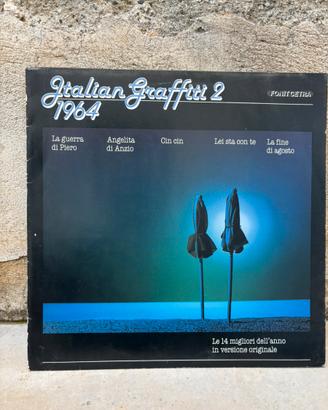 Italian Graffiti 2
1964
FONIT CETRA
La guerra
di Piero
Angelita
di Anzio
Cin cin
Lei sta con te
La fine
di agosto
Le 14 migliori dell'anno
in versione originale